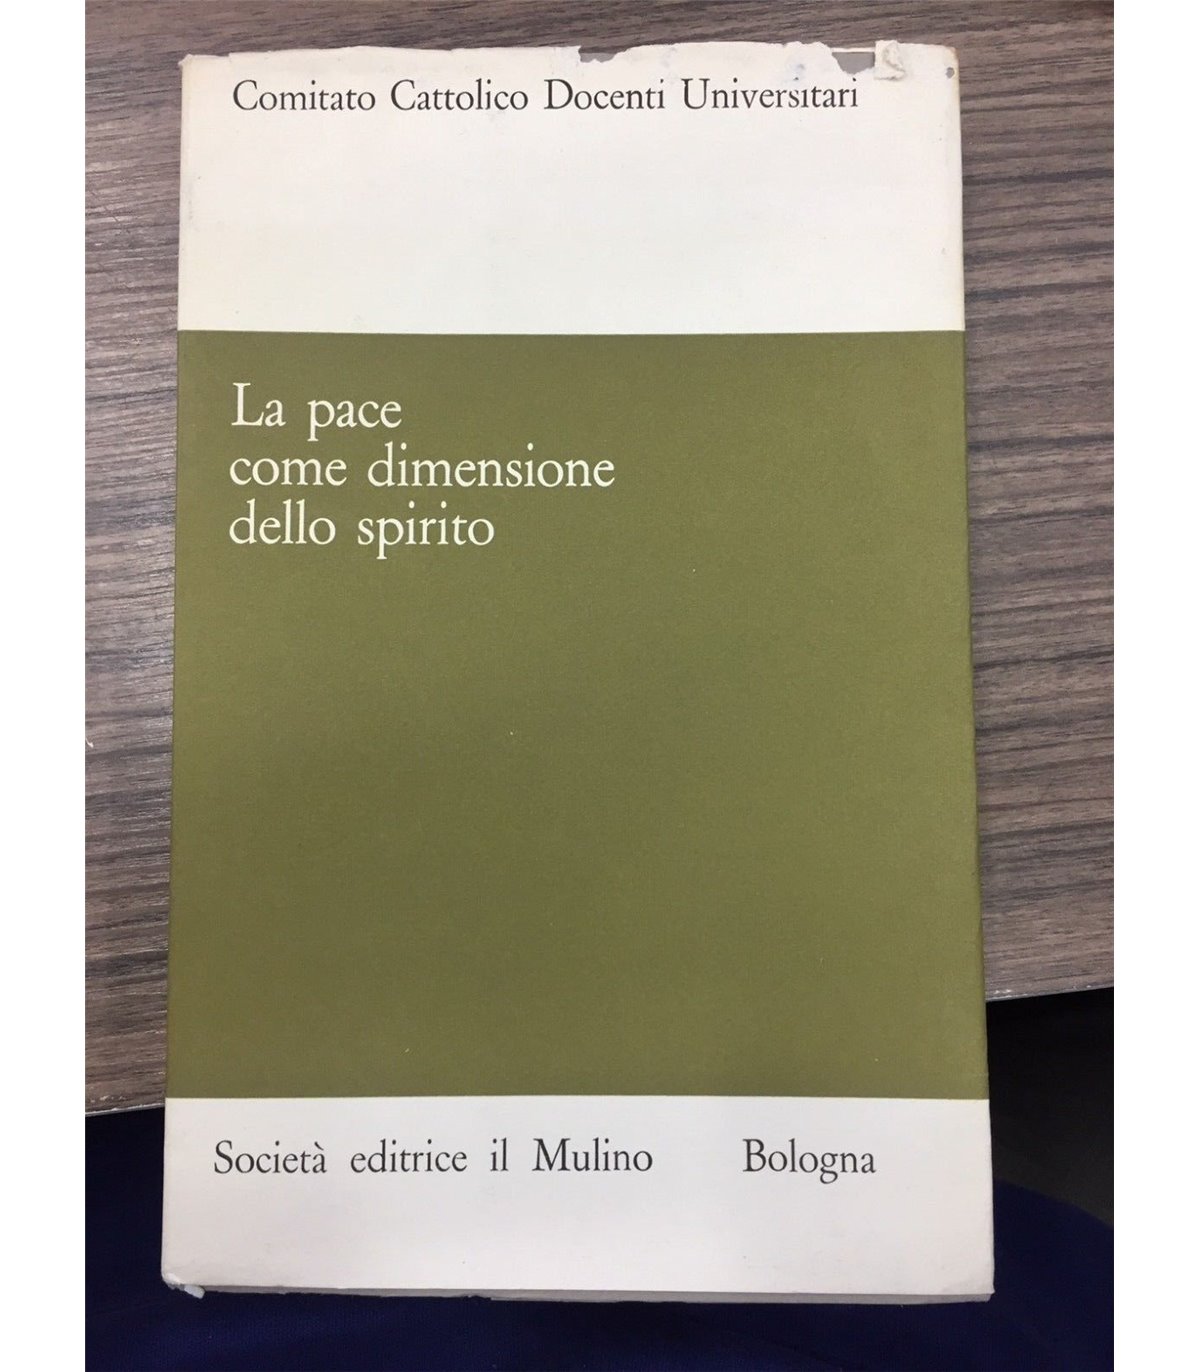 Comitato Cattolico Docenti Universitari
La pace
come dimensione
dello spirito
Società editrice il Mulino Bologna